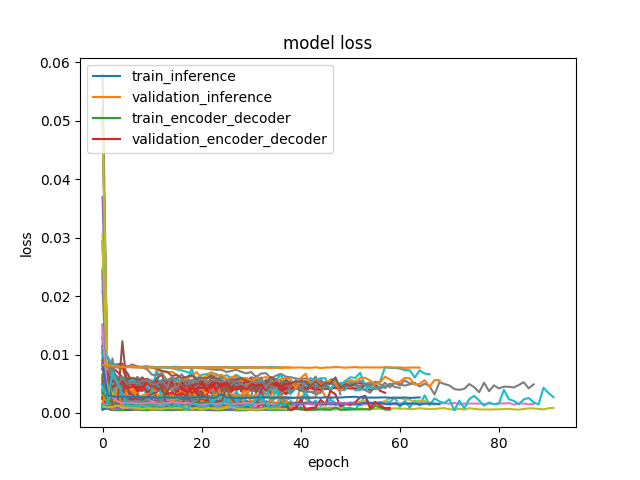 model loss
train_inference
validation_inference
train_encoder_decoder
validation_encoder_decoder
0.06
0.05
0.04
0.03
0.02
0.01
0.00
loss
0 20 40 60 80
epoch